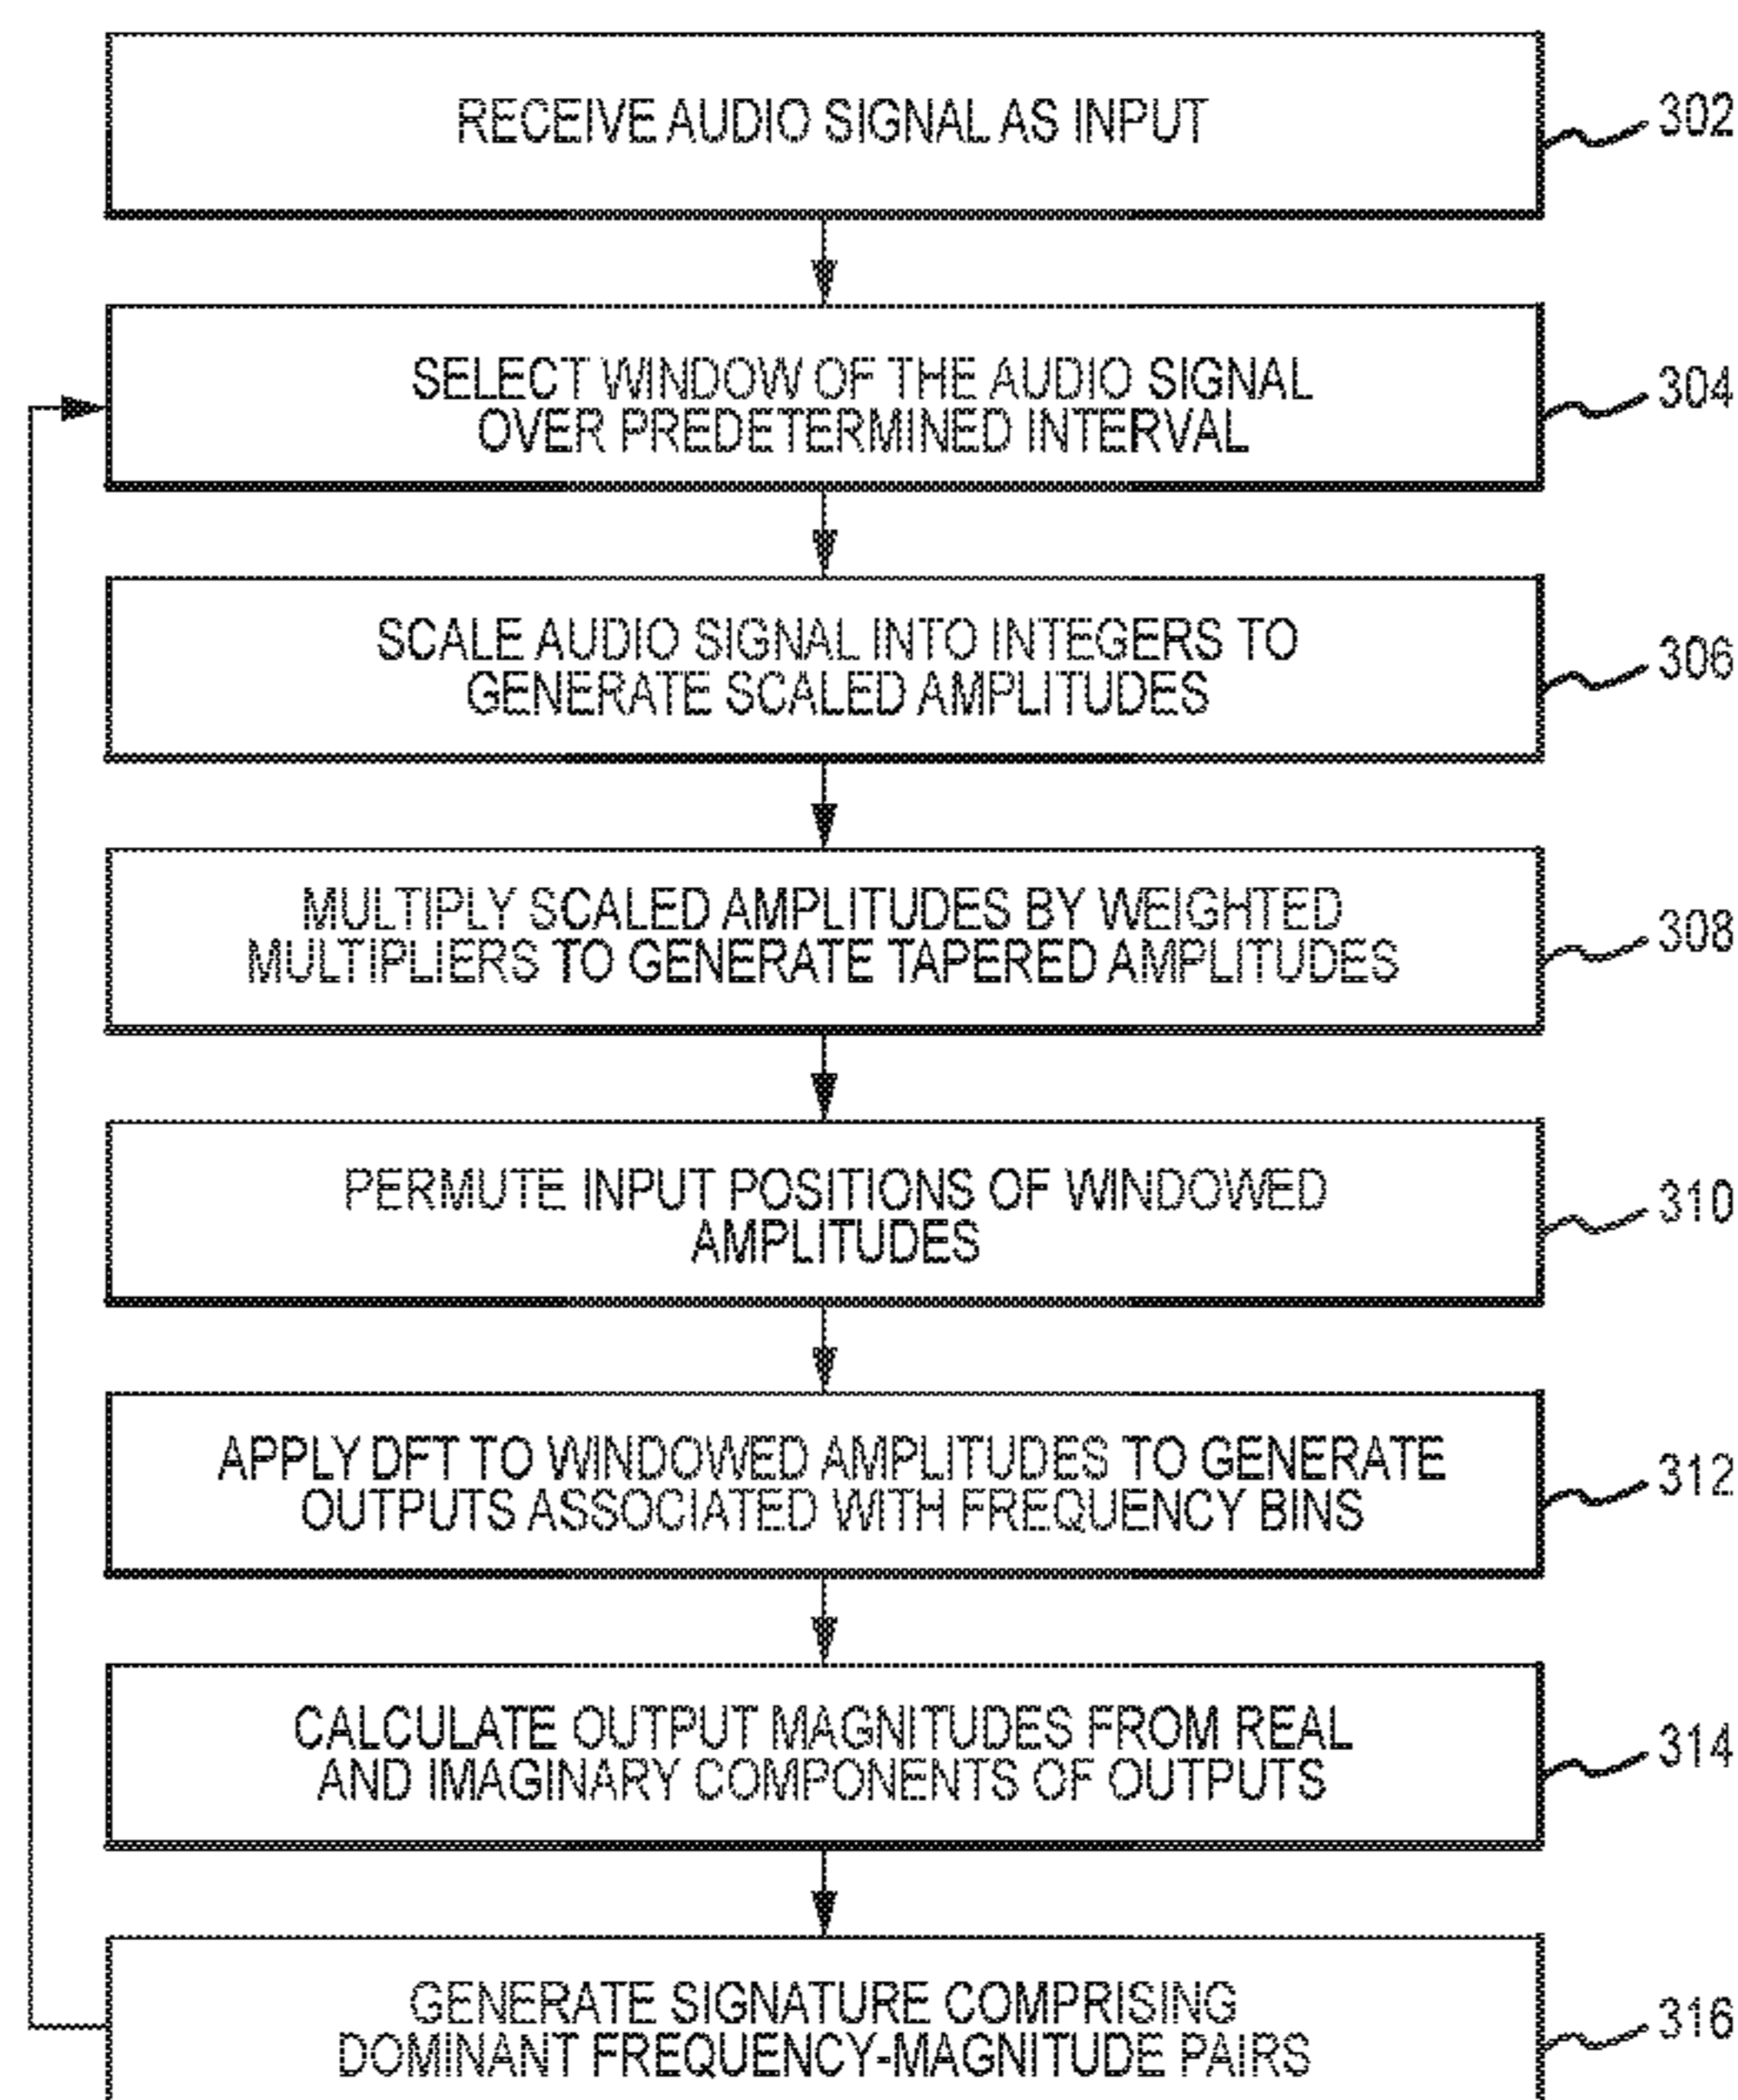 RECEIVE AUDIO SIGNAL AS INPUT
302
SELECT WINDOW OF THE AUDIO SIGNAL
OVER PREDETERMINED INTERVAL
304
SCALE AUDIO SIGNAL INTO INTEGERS TO
GENERATE SCALED AMPLITUDES
306
MULTIPLY SCALED AMPLITUDES BY WEIGHTED
MULTIPLIERS TO GENERATE TAPERED AMPLITUDES
308
PERMUTE INPUT POSITIONS OF WINDOWED
AMPLITUDES
310
APPLY DFT TO WINDOWED AMPLITUDES TO GENERATE
OUTPUTS ASSOCIATED WITH FREQUENCY BINS
312
CALCULATE OUTPUT MAGNITUDES FROM REAL
AND IMAGINARY COMPONENTS OF OUTPUTS
314
GENERATE SIGNATURE COMPRISING
DOMINANT FREQUENCY-MAGNITUDE PAIRS
316